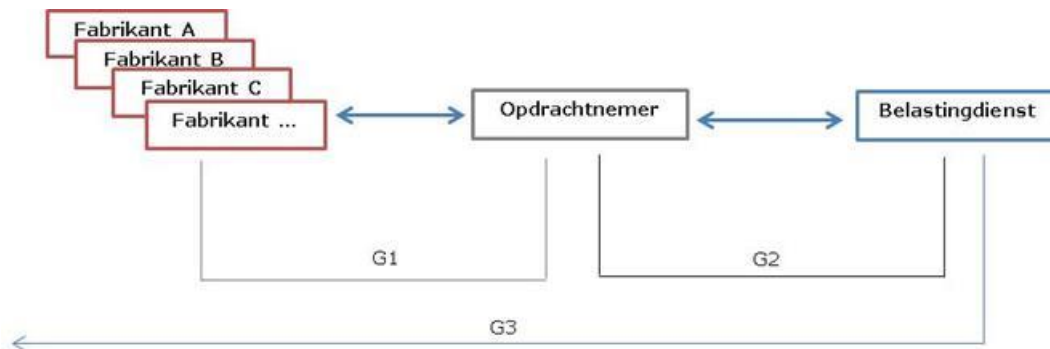 Fabrikant A
Fabrikant B
Fabrikant C
Fabrikant ...
Opdrachtnemer
Belastingdienst
G1
G2
G3